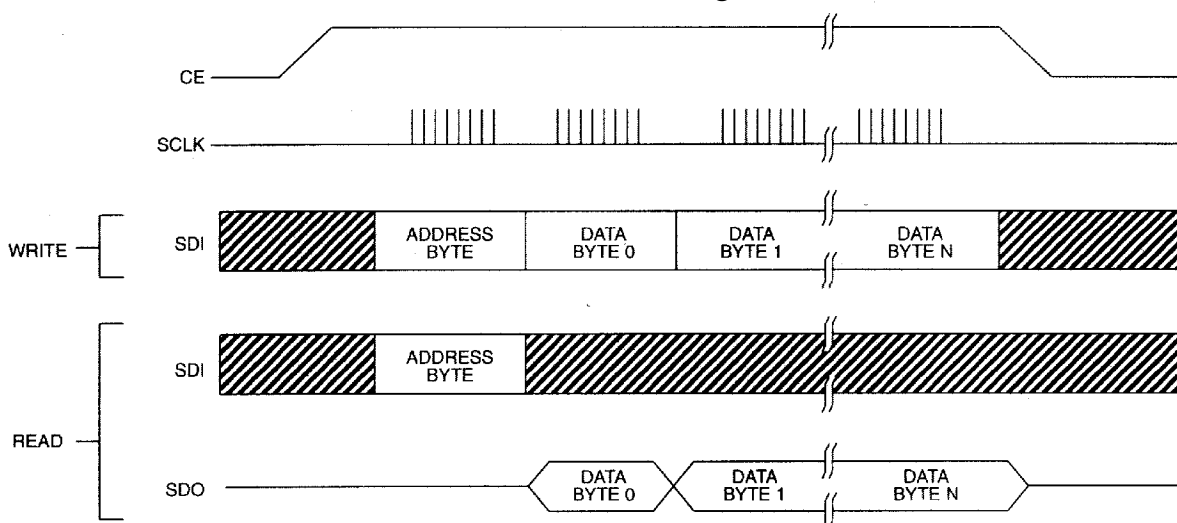 CE
SCLK
WRITE
SDI
ADDRESS
BYTE
DATA
BYTE 0
DATA
BYTE 1
DATA
BYTE N
READ
SDI
ADDRESS
BYTE
SDO
DATA
BYTE 0
DATA
BYTE 1
DATA
BYTE N